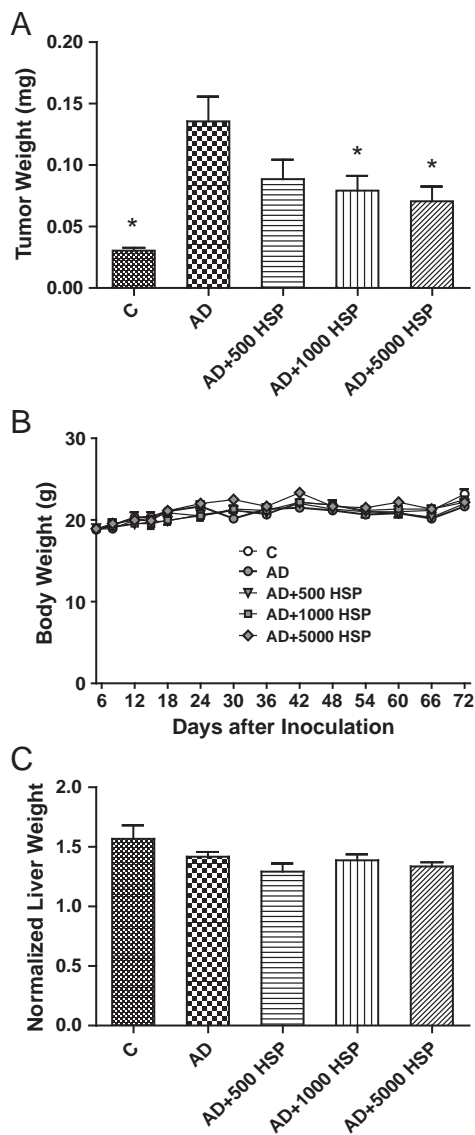 A
Tumor Weight (mg)
0.20
0.15
0.10
0.05
0.00
*
*
*
C
AD
AD+500 HSP
AD+1000 HSP
AD+5000 HSP
B
Body Weight (g)
30
20
10
0
C
AD
AD+500 HSP
AD+1000 HSP
AD+5000 HSP
6 12 18 24 30 36 42 48 54 60 66 72
Days after Inoculation
C
Normalized Liver Weight
2.0
1.5
1.0
0.5
0.0
C
AD
AD+500 HSP
AD+1000 HSP
AD+5000 HSP